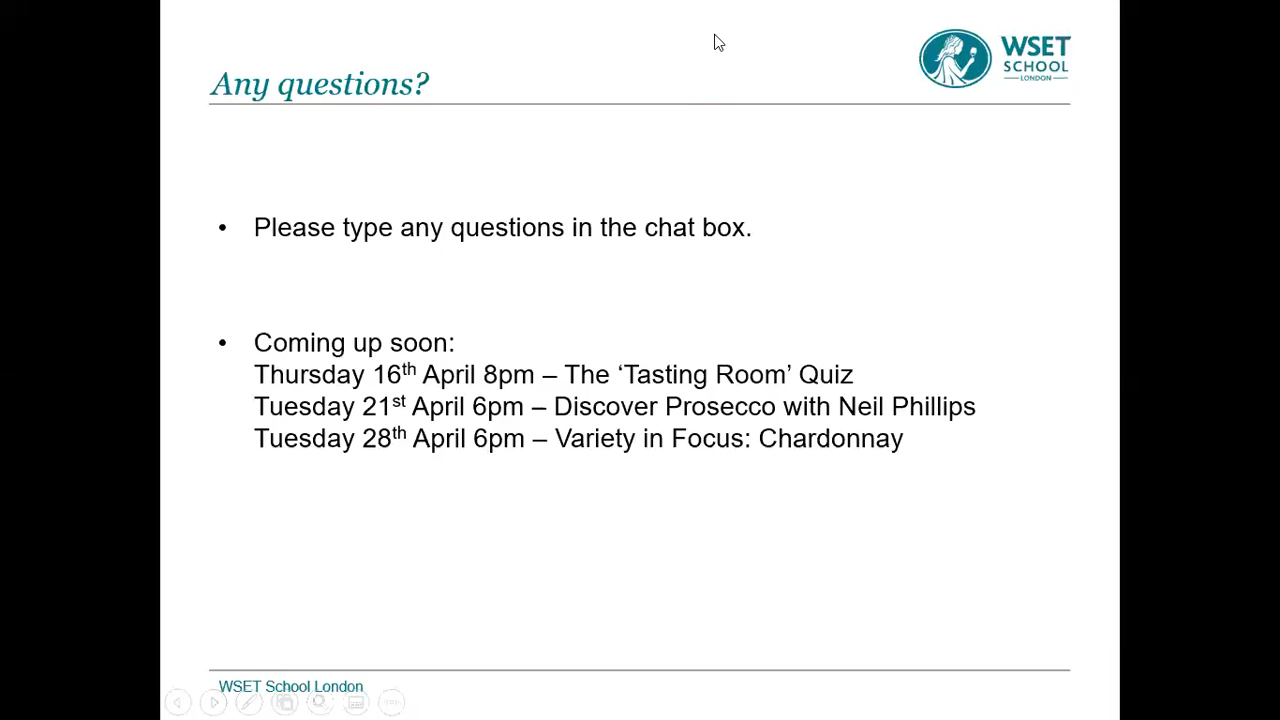 Any questions?
WSET
SCHOOL
LONDON
• Please type any questions in the chat box.
• Coming up soon:
Thursday 16th April 8pm – The ‘Tasting Room’ Quiz
Tuesday 21st April 6pm – Discover Prosecco with Neil Phillips
Tuesday 28th April 6pm – Variety in Focus: Chardonnay
WSET School London